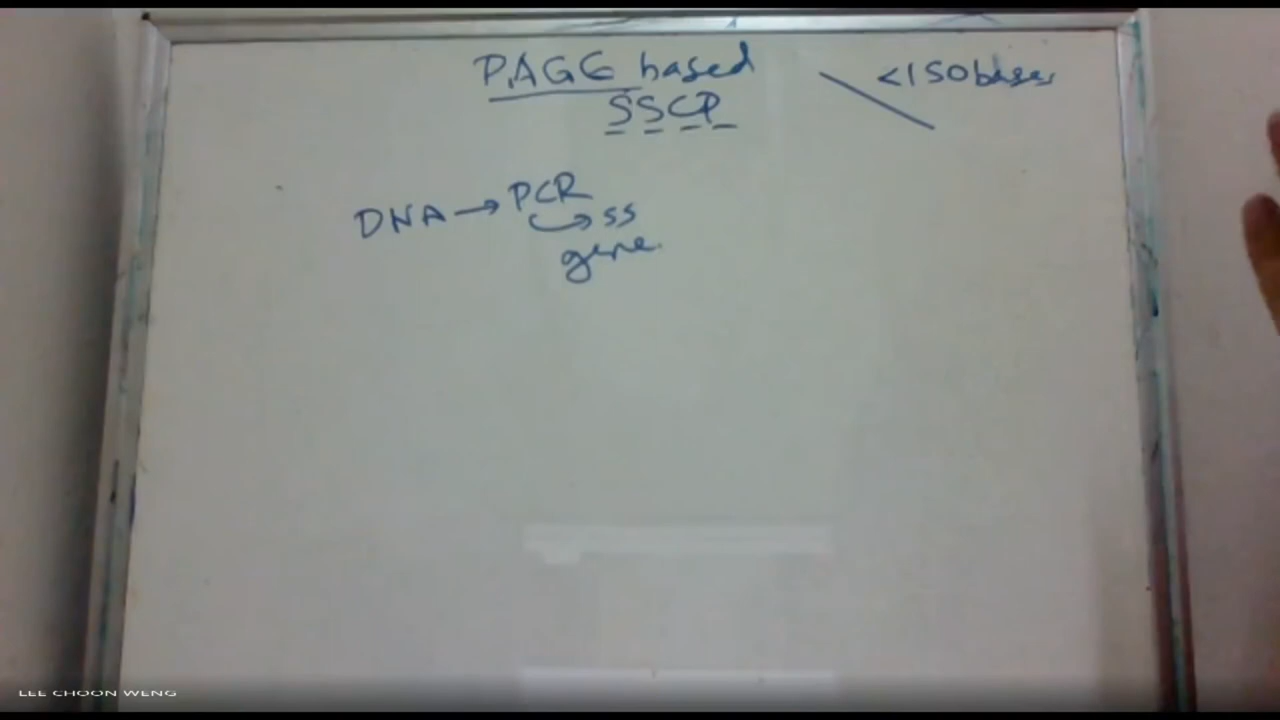 PAGE based
SSCP
<150 bases
DNA → PCR
→ ss
gene
LEE CHOON WENG